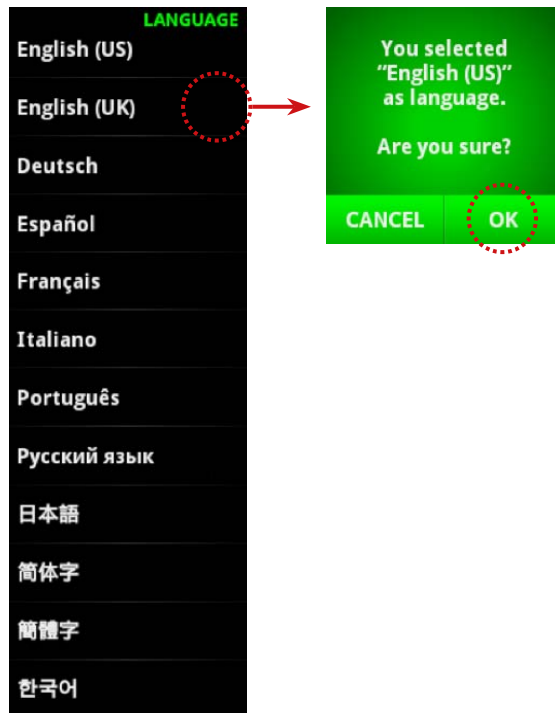 LANGUAGE
English (US)
English (UK)
Deutsch
Español
Français
Italiano
Português
Русский язык
日本語
简体字
簡體字
한국어
You selected
“English (US)”
as language.
Are you sure?
CANCEL
OK